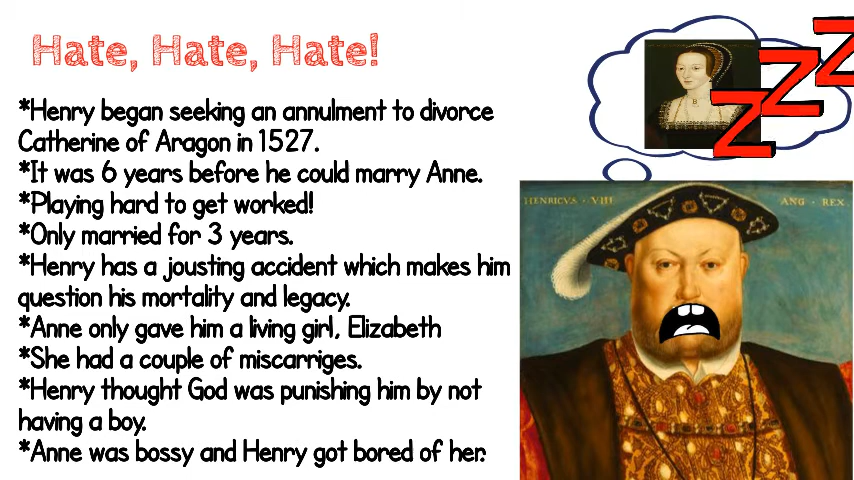 Hate, Hate, Hate!
*Henry began seeking an annulment to divorce
Catherine of Aragon in 1527.
*It was 6 years before he could marry Anne.
*Playing hard to get worked!
*Only married for 3 years.
*Henry has a jousting accident which makes him
question his mortality and legacy.
*Anne only gave him a living girl, Elizabeth
*She had a couple of miscarriges.
*Henry thought God was punishing him by not
having a boy.
*Anne was bossy and Henry got bored of her.
Z Z Z
HENRICVS · VIII ANG · REX